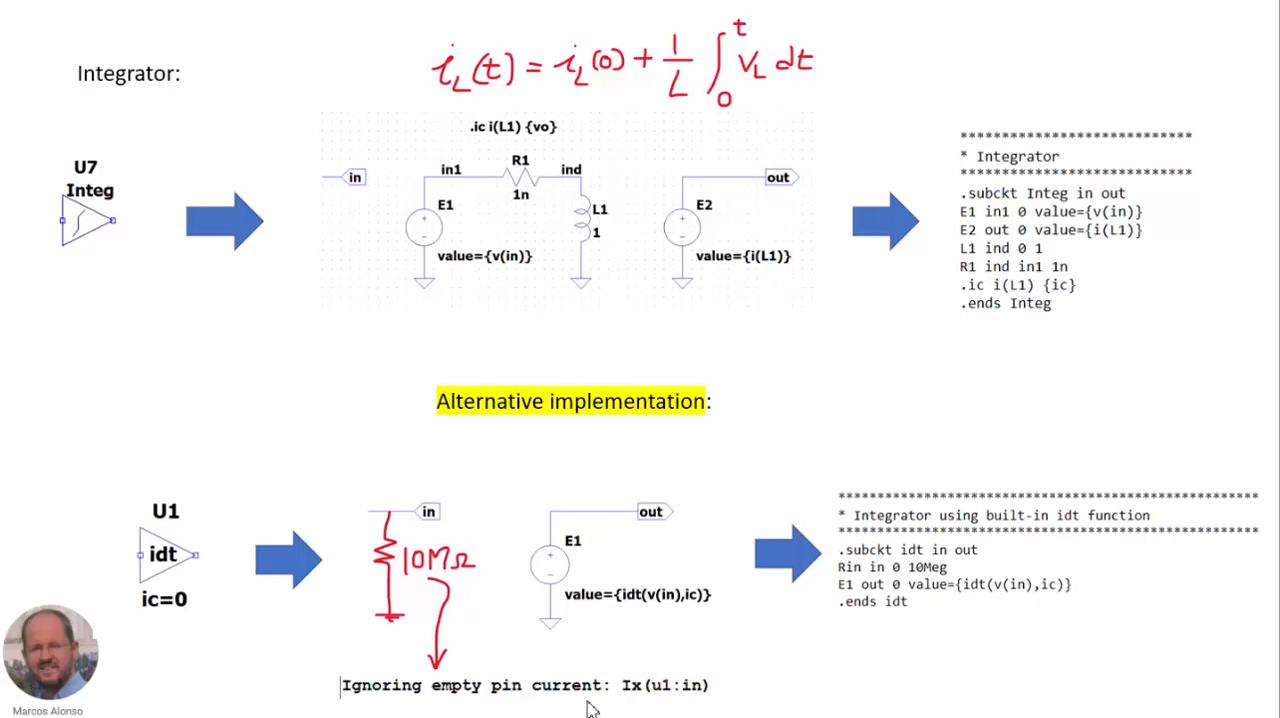 Integrator:
i_L(t) = i_L(0) + 1/L ∫_0^t V_L dt
U7
Integ
.ic i(L1) {vo}
in
in1
R1
1n
ind
E1
value={v(in)}
L1
1
out
E2
value={i(L1)}
****************************
* Integrator
****************************
.subckt Integ in out
E1 in1 0 value={v(in)}
E2 out 0 value={i(L1)}
L1 ind 0 1
R1 ind in1 1n
.ic i(L1) {ic}
.ends Integ
Alternative implementation:
U1
idt
ic=0
in
10MΩ
out
E1
+
−
value={idt(v(in),ic)}
Ignoring empty pin current: Ix(u1:in)
******************************************************
* Integrator using built-in idt function
******************************************************
.subckt idt in out
Rin in 0 10Meg
E1 out 0 value={idt(v(in),ic)}
.ends idt
Marcos Alonso